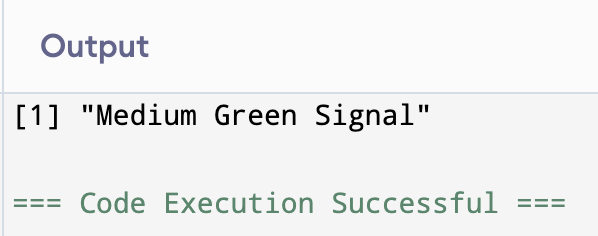 Output
[1] "Medium Green Signal"
=== Code Execution Successful ===